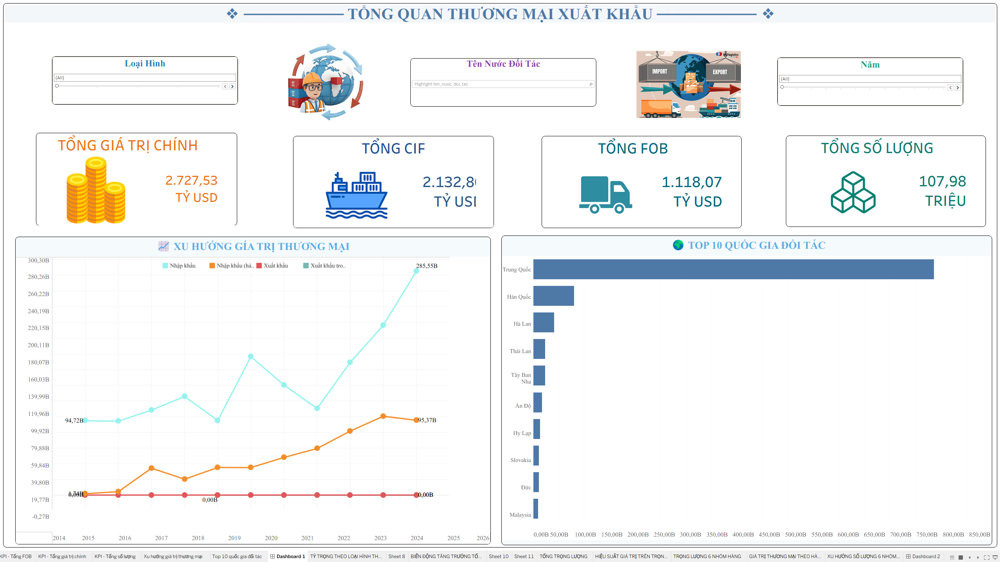 ❖ ──────────── TỔNG QUAN THƯƠNG MẠI XUẤT KHẨU ──────────── ❖
Loại Hình
(All)
Tên Nước Đối Tác
Highlight ten_nuoc_doi_tac
IMPORT
EXPORT
logistics
Năm
(All)
TỔNG GIÁ TRỊ CHÍNH
2.727,53
TỶ USD
TỔNG CIF
2.132,8
TỶ US
TỔNG FOB
1.118,07
TỶ USD
TỔNG SỐ LƯỢNG
107,98
TRIỆU
XU HƯỚNG GÍA TRỊ THƯƠNG MẠI
Nhập khẩu
Nhập khẩu (hà..
Xuất khẩu
Xuất khẩu tro..
300,30B
280,26B
260,22B
240,19B
220,15B
200,11B
180,07B
160,03B
139,99B
119,96B
99,92B
79,88B
59,84B
39,80B
19,77B
-0,27B
285,55B
94,72B
95,37B
1,74B
0,00B
0,00B
0,00B
2014 2015 2016 2017 2018 2019 2020 2021 2022 2023 2024 2025 2026
TOP 10 QUỐC GIA ĐỐI TÁC
Trung Quốc
Hàn Quốc
Hà Lan
Thái Lan
Tây Ban
Nha
Ấn Độ
Hy Lạp
Slovakia
Đức
Malaysia
0,00B 50,00B 100,00B 150,00B 200,00B 250,00B 300,00B 350,00B 400,00B 450,00B 500,00B 550,00B 600,00B 650,00B 700,00B 750,00B 800,00B 850,00B
KPI - Tổng FOB
KPI - Tổng giá trị chính
KPI - Tổng số lượng
Xu hướng giá trị thương mại
Top 10 quốc gia đối tác
Dashboard 1
TỶ TRỌNG THEO LOẠI HÌNH TH...
Sheet 8
BIẾN ĐỘNG TĂNG TRƯỞNG TỔ...
Sheet 10
Sheet 11
TỔNG TRỌNG LƯỢNG
HIỆU SUẤT GIÁ TRỊ TRÊN TRỌN...
TRỌNG LƯỢNG 6 NHÓM HÀNG
GIÁ TRỊ THƯƠNG MẠI THEO HÀ...
XU HƯỚNG SỐ LƯỢNG 6 NHÓM...
Dashboard 2